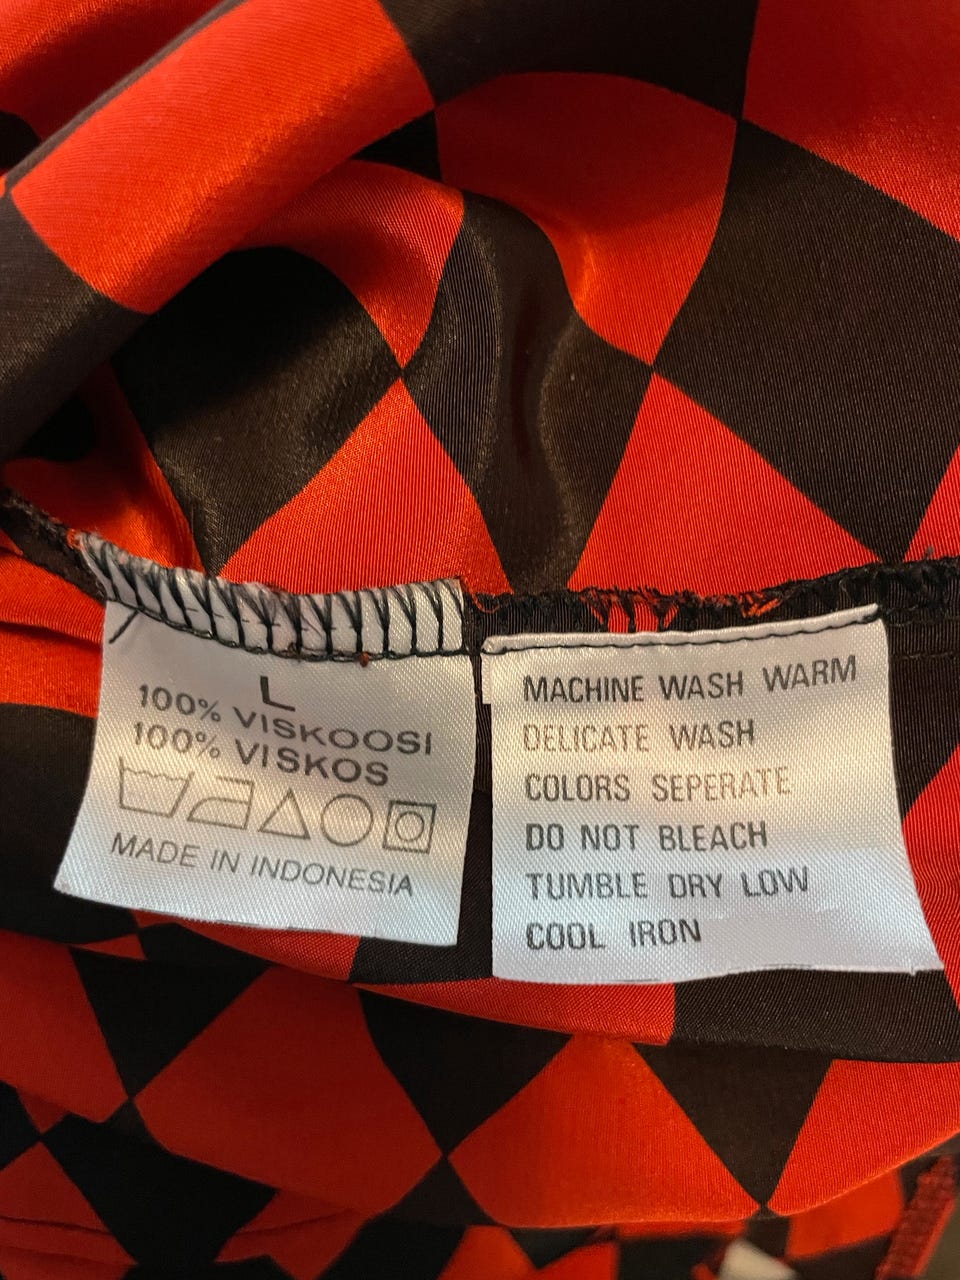 L
100% VISKOOSI
100% VISKOS
MADE IN INDONESIA
MACHINE WASH WARM
DELICATE WASH
COLORS SEPERATE
DO NOT BLEACH
TUMBLE DRY LOW
COOL IRON